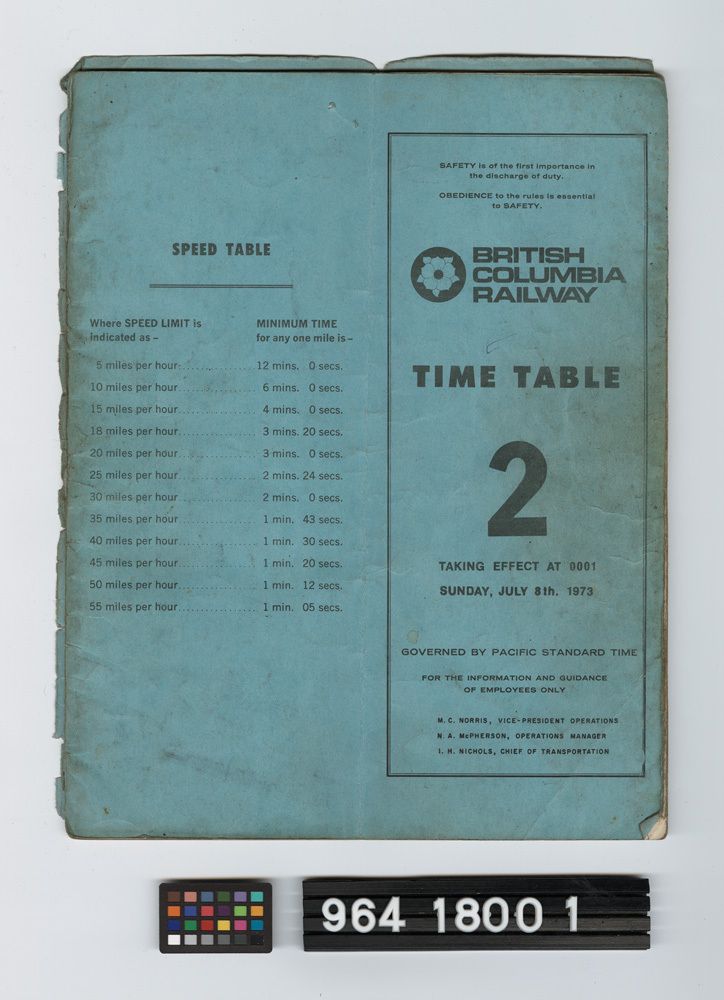 SPEED TABLE
Where SPEED LIMIT is
indicated as –
MINIMUM TIME
for any one mile is –
5 miles per hour.............. 12 mins. 0 secs.
10 miles per hour.............. 6 mins. 0 secs.
15 miles per hour.............. 4 mins. 0 secs.
18 miles per hour.............. 3 mins. 20 secs.
20 miles per hour.............. 3 mins. 0 secs.
25 miles per hour.............. 2 mins. 24 secs.
30 miles per hour.............. 2 mins. 0 secs.
35 miles per hour.............. 1 min. 43 secs.
40 miles per hour.............. 1 min. 30 secs.
45 miles per hour.............. 1 min. 20 secs.
50 miles per hour.............. 1 min. 12 secs.
55 miles per hour.............. 1 min. 05 secs.
SAFETY is of the first importance in
the discharge of duty.
OBEDIENCE to the rules is essential
to SAFETY.
BRITISH
COLUMBIA
RAILWAY
TIME TABLE
2
TAKING EFFECT AT 0001
SUNDAY, JULY 8th. 1973
GOVERNED BY PACIFIC STANDARD TIME
FOR THE INFORMATION AND GUIDANCE
OF EMPLOYEES ONLY
M. C. NORRIS, VICE-PRESIDENT OPERATIONS
N. A. McPHERSON, OPERATIONS MANAGER
I. H. NICHOLS, CHIEF OF TRANSPORTATION
964 1800 1